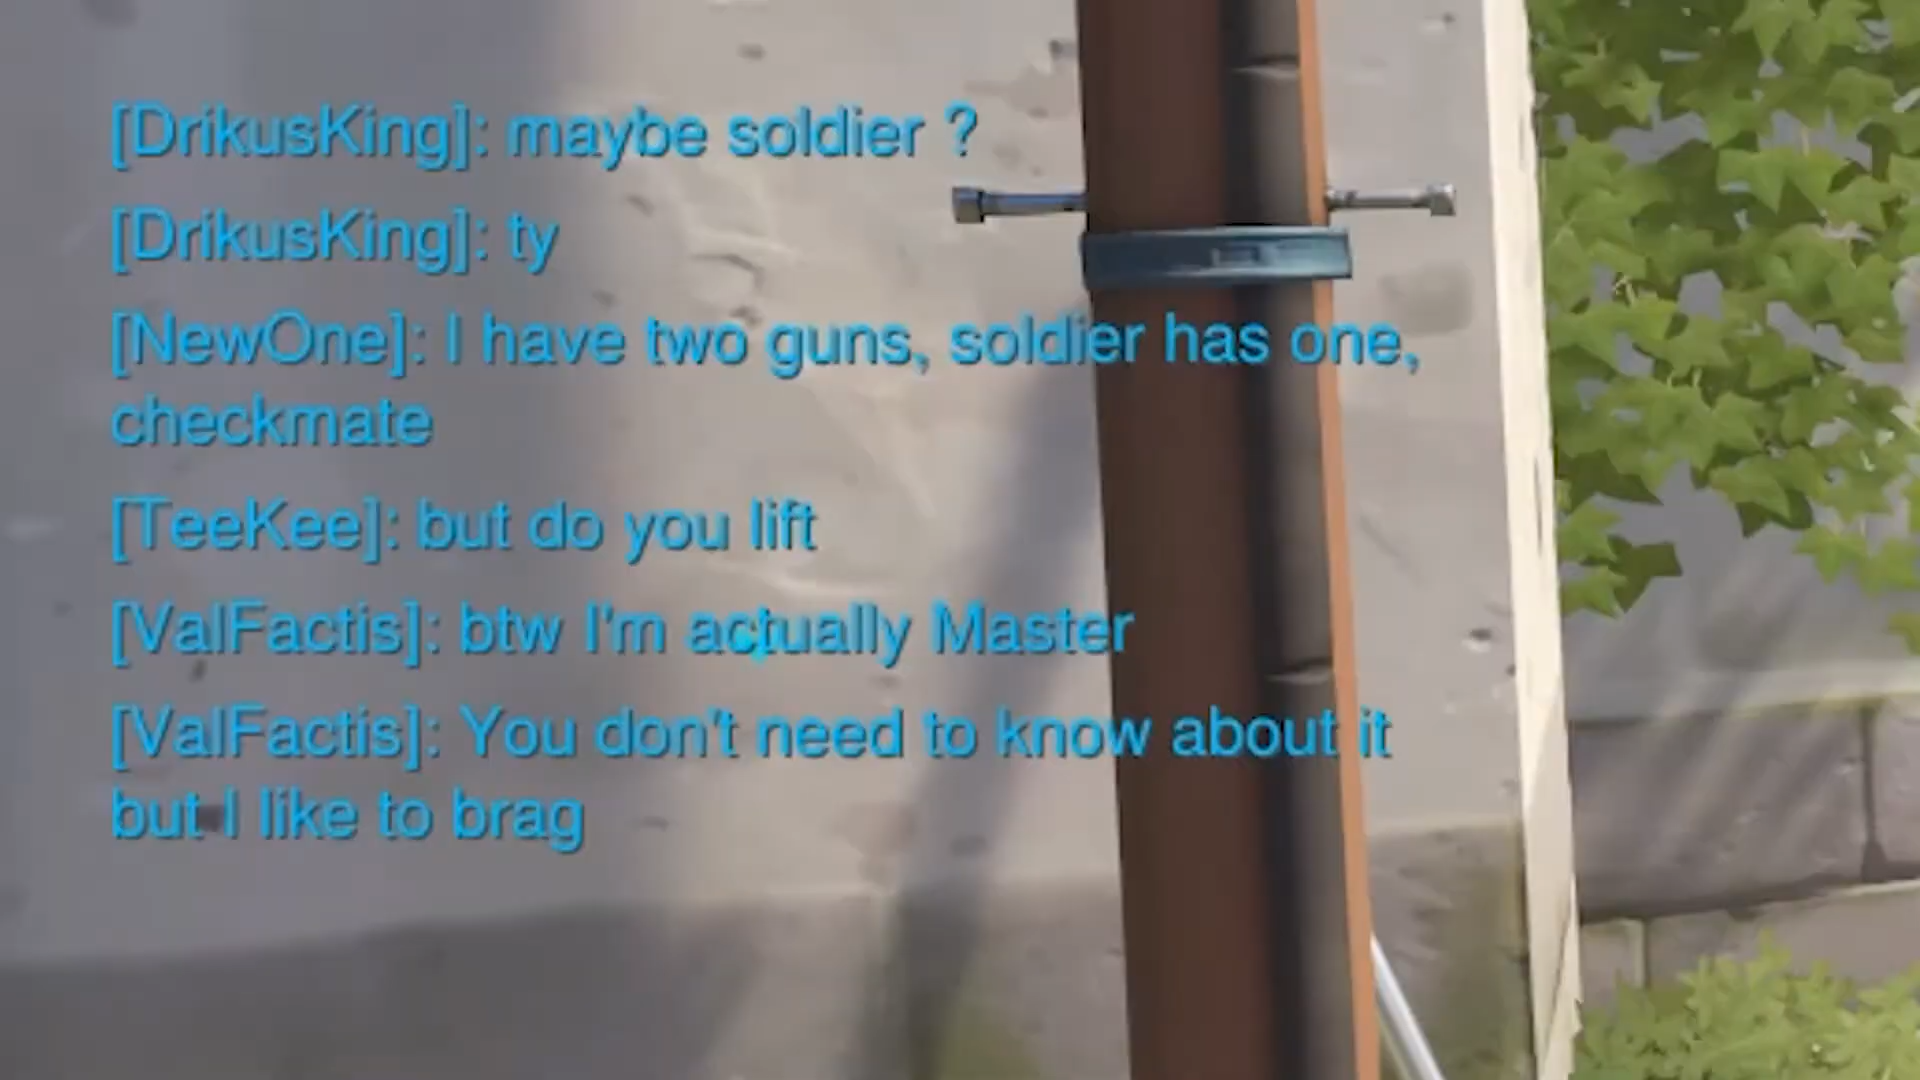 [DrikusKing]: maybe soldier ?
[DrikusKing]: ty
[NewOne]: I have two guns, soldier has one,
checkmate
[TeeKee]: but do you lift
[ValFactis]: btw I'm actually Master
[ValFactis]: You don't need to know about it
but I like to brag